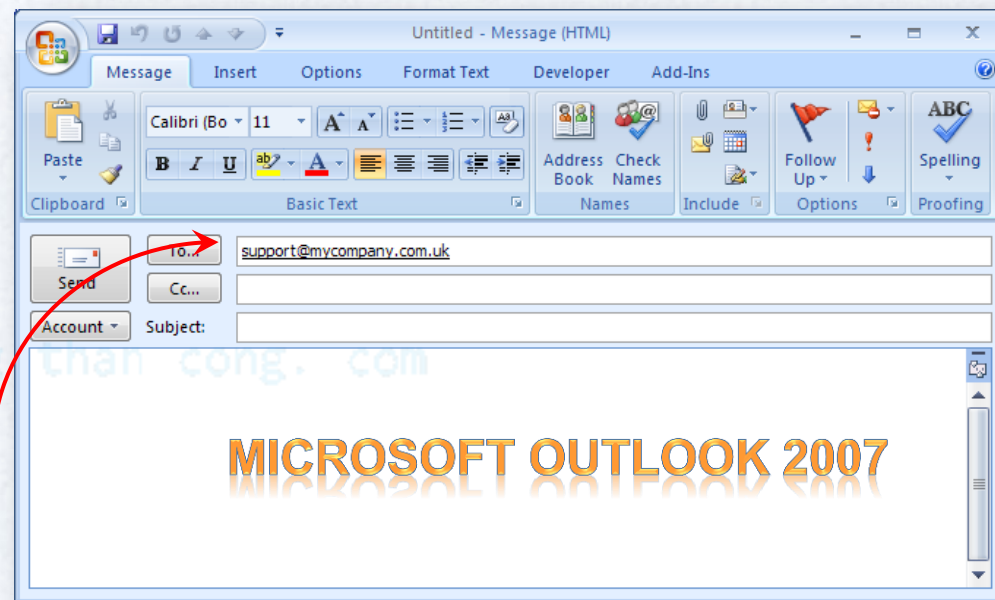 Untitled - Message (HTML)
Message Insert Options Format Text Developer Add-Ins
Calibri (Bo 11
ABC
Paste
B I U ab A
Address Book
Check Names
Follow Up
Spelling
Clipboard Basic Text Names Include Options Proofing
To...
support@mycompany.com.uk
Send
Cc...
Account
Subject:
than cong. com
MICROSOFT OUTLOOK 2007